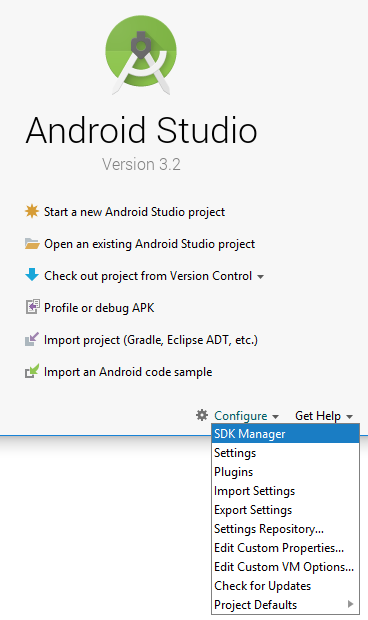 Android Studio
Version 3.2
Start a new Android Studio project
Open an existing Android Studio project
Check out project from Version Control
Profile or debug APK
Import project (Gradle, Eclipse ADT, etc.)
Import an Android code sample
Configure Get Help
SDK Manager
Settings
Plugins
Import Settings
Export Settings
Settings Repository...
Edit Custom Properties...
Edit Custom VM Options...
Check for Updates
Project Defaults